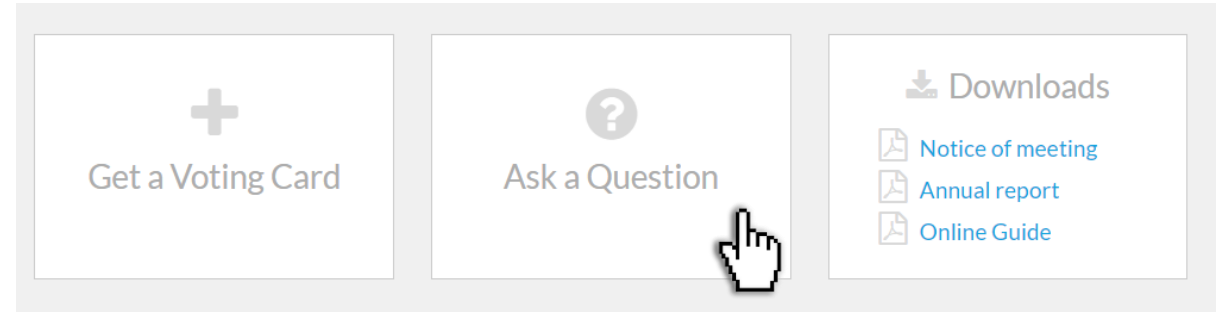 Get a Voting Card
Ask a Question
Downloads
Notice of meeting
Annual report
Online Guide